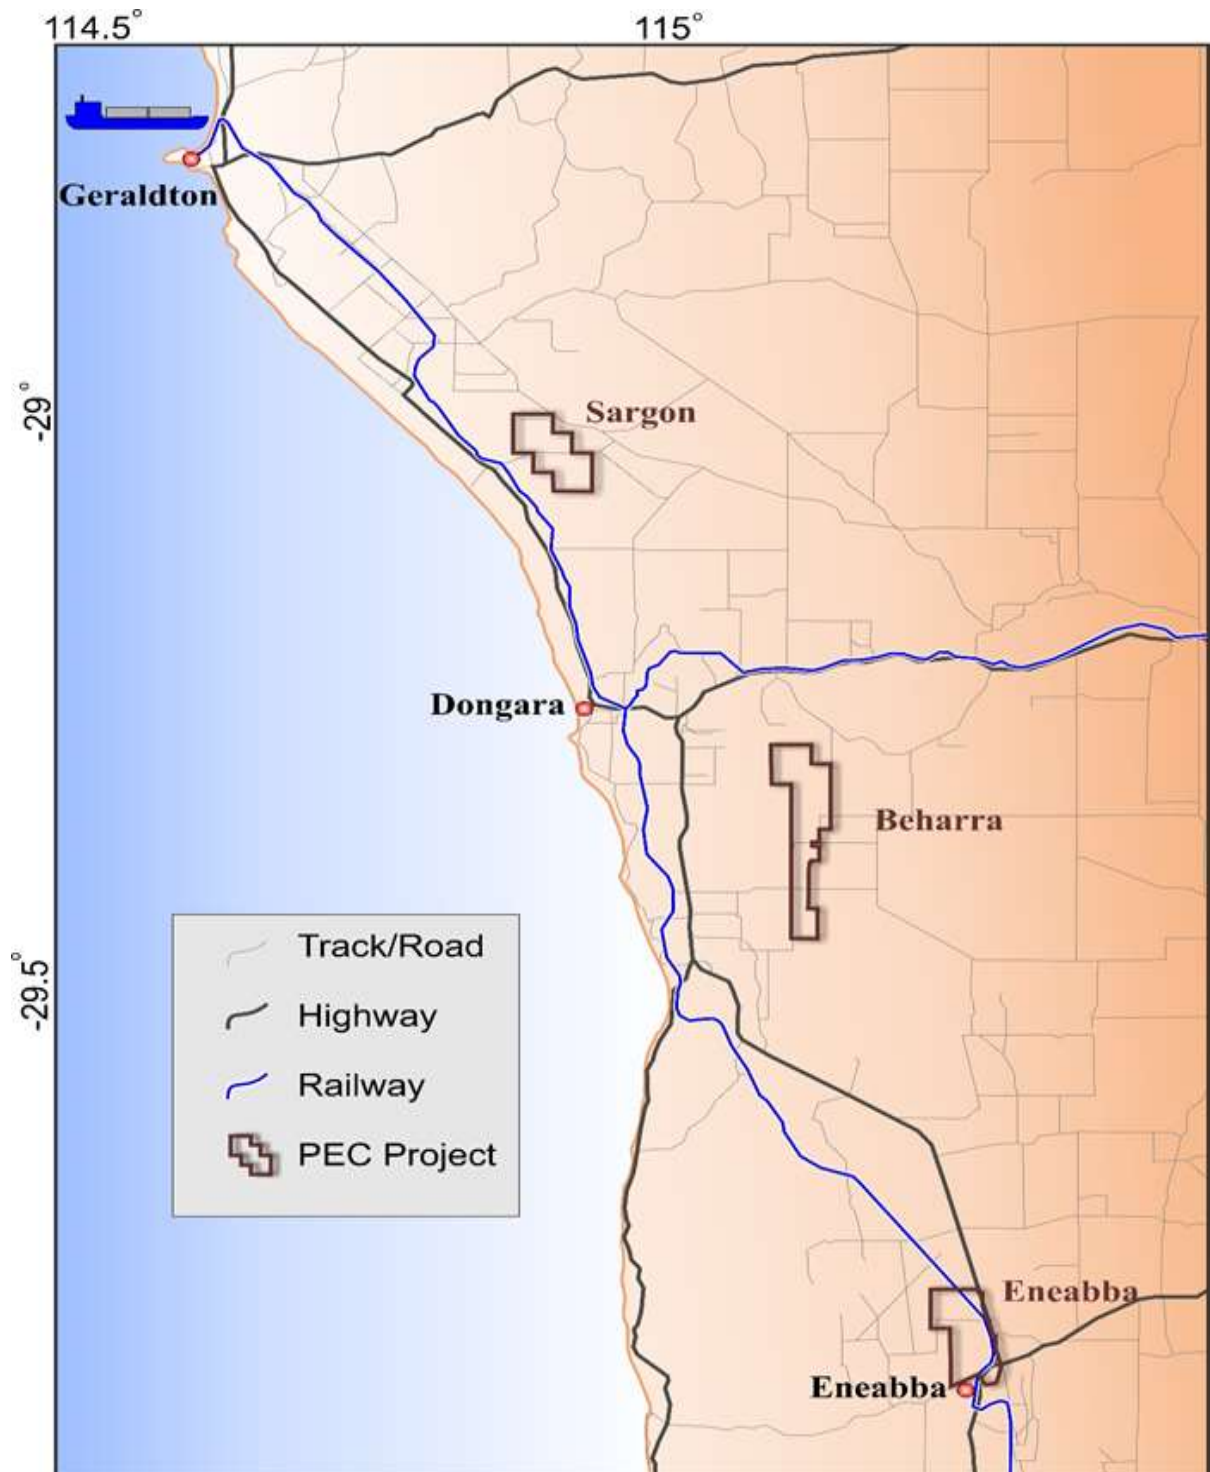 114.5°
115°
Geraldton
-29°
Sargon
Dongara
Beharra
-29.5°
Track/Road
Highway
Railway
PEC Project
Eneabba
Eneabba